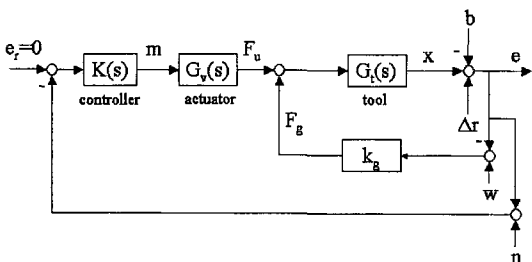 b
e_r=0
m
F_u
x
e
K(s)
G_v(s)
G_t(s)
controller
actuator
tool
F_g
Δr
k_g
w
n
-
-
-
-